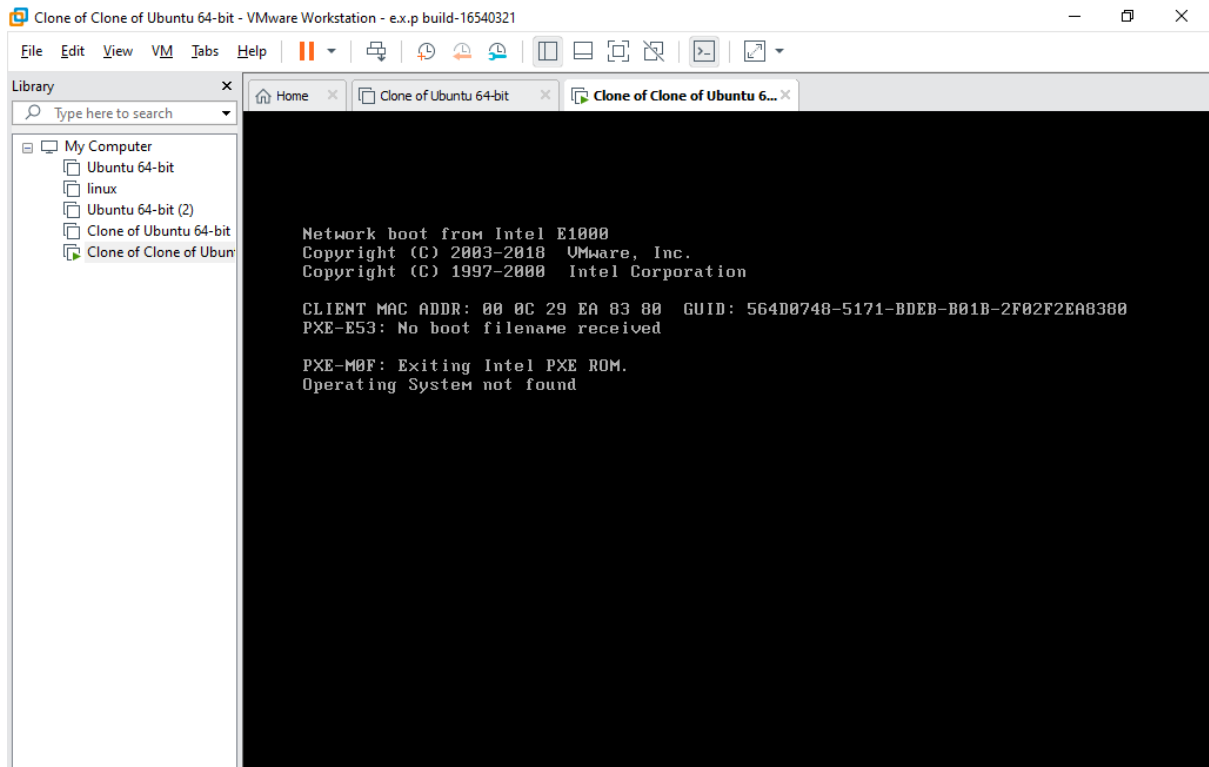 Clone of Clone of Ubuntu 64-bit - VMware Workstation - e.x.p build-16540321
File Edit View VM Tabs Help
Library
Type here to search
My Computer
Ubuntu 64-bit
linux
Ubuntu 64-bit (2)
Clone of Ubuntu 64-bit
Clone of Clone of Ubun
Home
Clone of Ubuntu 64-bit
Clone of Clone of Ubuntu 6...
Network boot from Intel E1000
Copyright (C) 2003-2018 VMware, Inc.
Copyright (C) 1997-2000 Intel Corporation
CLIENT MAC ADDR: 00 0C 29 EA 83 80 GUID: 564D0748-5171-BDEB-B01B-2F02F2EA8380
PXE-E53: No boot filename received
PXE-M0F: Exiting Intel PXE ROM.
Operating System not found